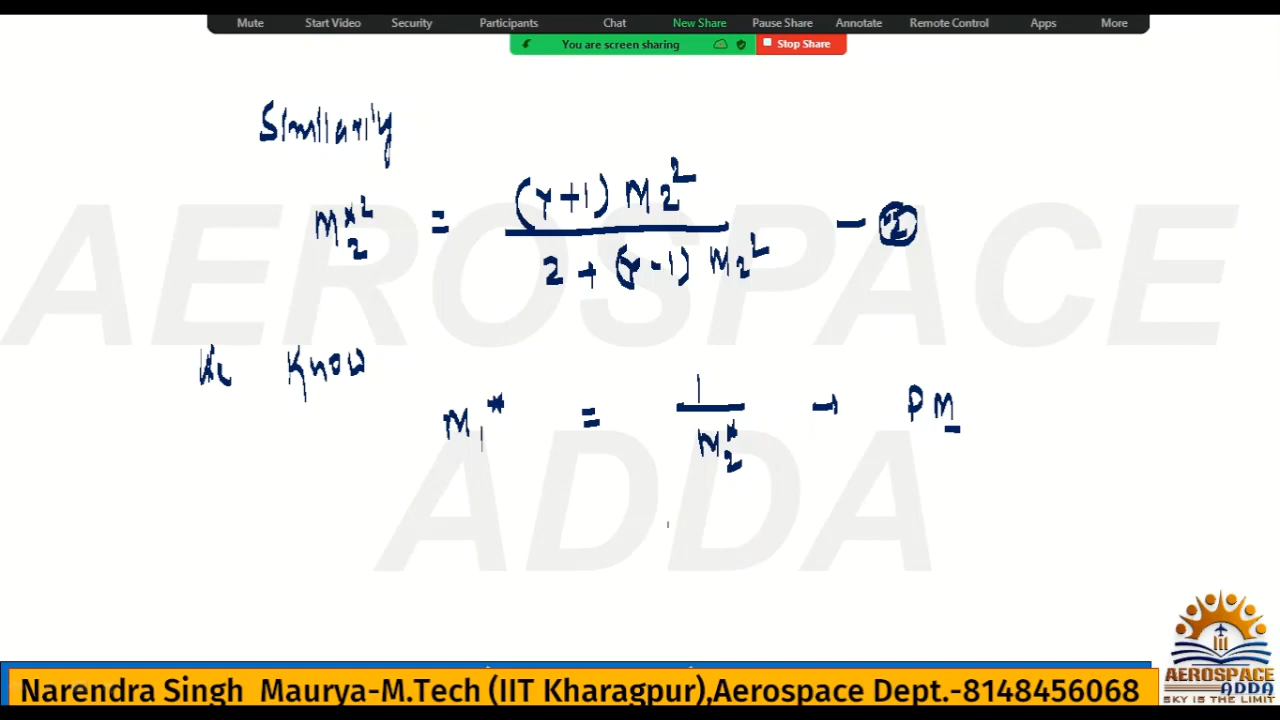 Mute Start Video Security Participants Chat New Share Pause Share Annotate Remote Control Apps More
You are screen sharing Stop Share
Similarily
M₂*² = (γ+1) M₂² / 2 + (γ-1) M₂² - ②
We Know
M₁* = 1 / M₂* → PM
AEROSPACE
ADDA
Narendra Singh Maurya-M.Tech (IIT Kharagpur),Aerospace Dept.-8148456068
AEROSPACE
ADDA
SKY IS THE LIMIT